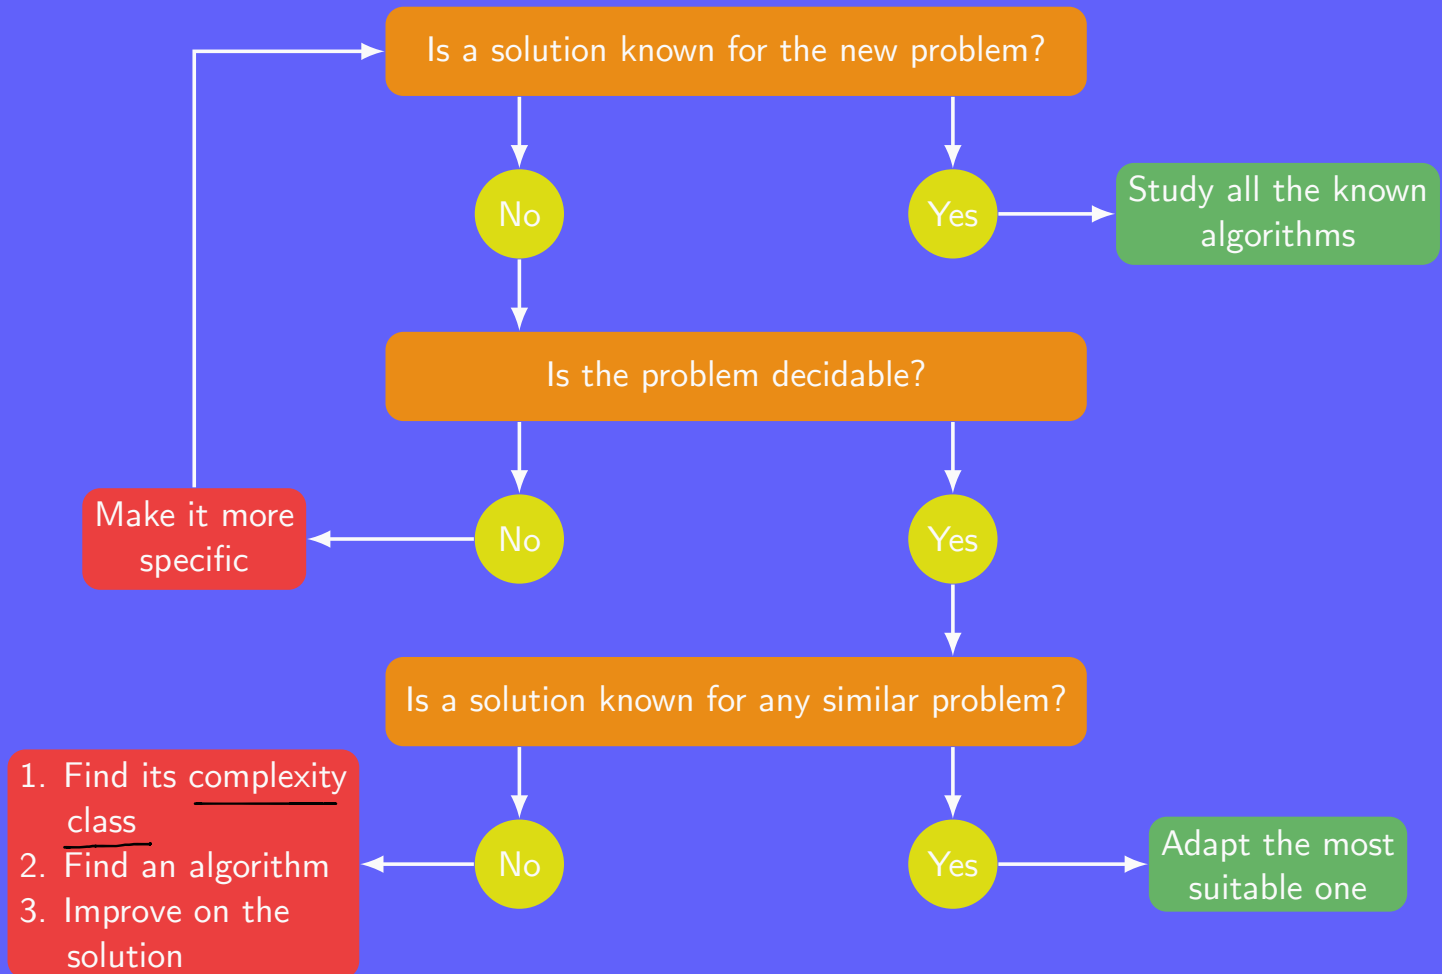 Is a solution known for the new problem?
No
Yes
Study all the known
algorithms
Is the problem decidable?
Make it more
specific
No
Yes
Is a solution known for any similar problem?
1. Find its complexity
class
2. Find an algorithm
3. Improve on the
solution
No
Yes
Adapt the most
suitable one